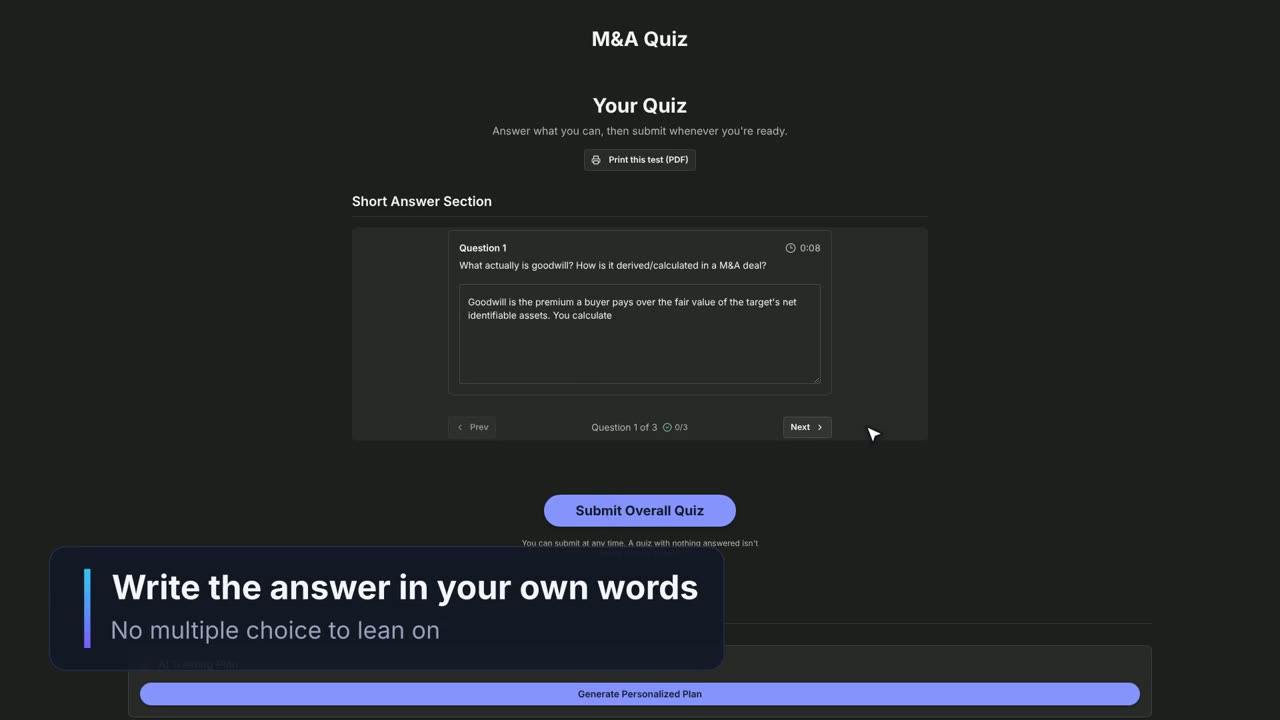 M&A Quiz
Your Quiz
Answer what you can, then submit whenever you're ready.
Print this test (PDF)
Short Answer Section
Question 1
0:08
What actually is goodwill? How is it derived/calculated in a M&A deal?
Goodwill is the premium a buyer pays over the fair value of the target's net
identifiable assets. You calculate
Prev
Question 1 of 3
0/3
Next
Submit Overall Quiz
You can submit at any time. A quiz with nothing answered isn't
Write the answer in your own words
No multiple choice to lean on
AI Training Plan
Generate Personalized Plan